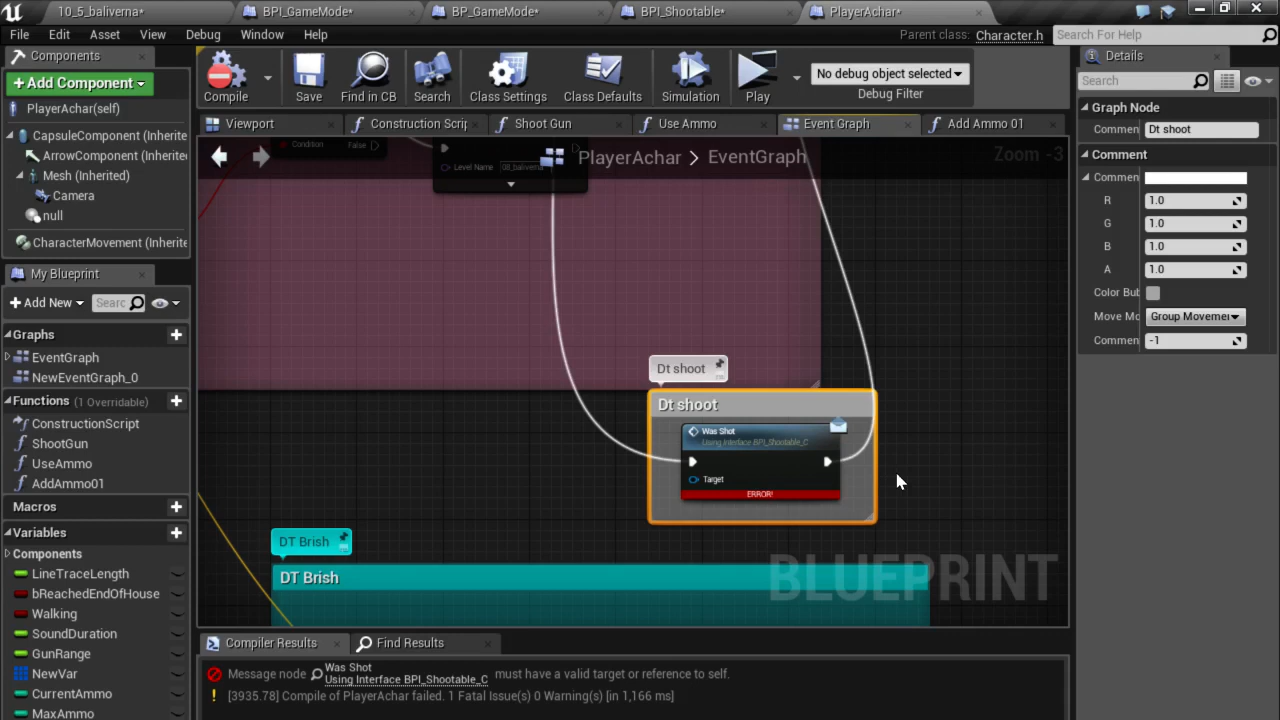 10_5_baliverna*
BPI_GameMode*
BP_GameMode*
BPI_Shootable*
PlayerAchar*
File Edit Asset View Debug Window Help
Parent class: Character.h
Search For Help
Components
+Add Component
PlayerAchar(self)
CapsuleComponent (Inherite
ArrowComponent (Inherited)
Mesh (Inherited)
Camera
null
CharacterMovement (Inherite
My Blueprint
+Add New
Searc
Graphs
EventGraph
NewEventGraph_0
Functions (1 Overridable)
ConstructionScript
ShootGun
UseAmmo
AddAmmo01
Macros
Variables
Components
LineTraceLength
bReachedEndOfHouse
Walking
SoundDuration
GunRange
NewVar
CurrentAmmo
MaxAmmo
Compile
Save
Find in CB
Search
Class Settings
Class Defaults
Simulation
Play
No debug object selected
Debug Filter
Viewport
Construction Scrip
Shoot Gun
Use Ammo
Event Graph
Add Ammo 01
PlayerAchar > EventGraph
Zoom -3
Condition False
Level Name 08_baliverna
Dt shoot
Dt shoot
Was Shot
Using Interface BPI_Shootable_C
Target
ERROR!
DT Brish
DT Brish
BLUEPRINT
Compiler Results
Find Results
Message node Was Shot
Using Interface BPI_Shootable_C must have a valid target or reference to self.
[3935.78] Compile of PlayerAchar failed. 1 Fatal Issue(s) 0 Warning(s) [in 1,166 ms]
Details
Search
Graph Node
Commen Dt shoot
Comment
Commen
R 1.0
G 1.0
B 1.0
A 1.0
Color Bub
Move Mo Group Movemer
Commen -1